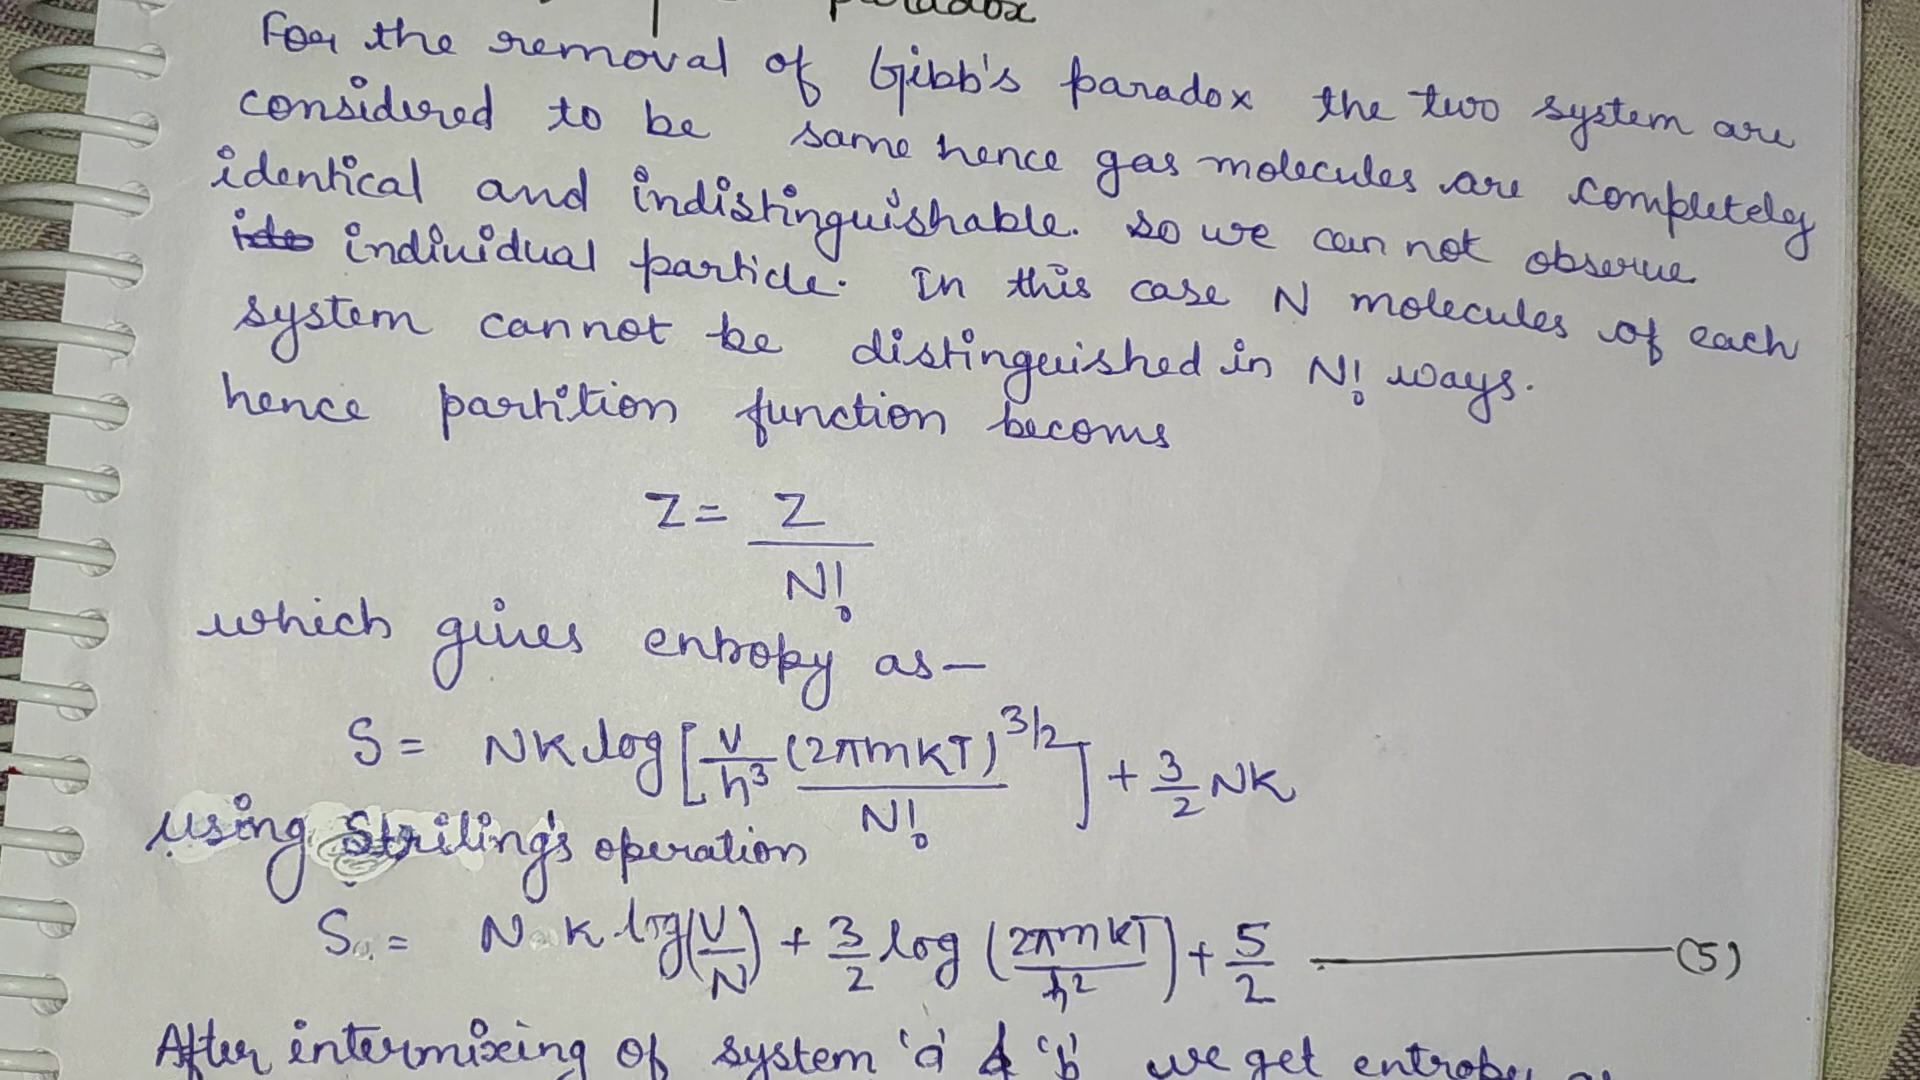 paradox
For the removal of Gibb's paradox the two system are
considered to be same hence gas molecules are completely
identical and indistinguishable. so we can not observe
individual particle. In this case N molecules of each
system cannot be distinguished in N! ways.
hence partition function becoms
Z = Z / N!
which gives entropy as—
S = NK log [V/h³ (2πmKT)^3/2 / N!] + 3/2 NK
using Striling's operation
S = N K log(V/N) + 3/2 log (2πmKT / h²) + 5/2 ——— (5)
After intermixing of system 'a' & 'b' we get entropy as